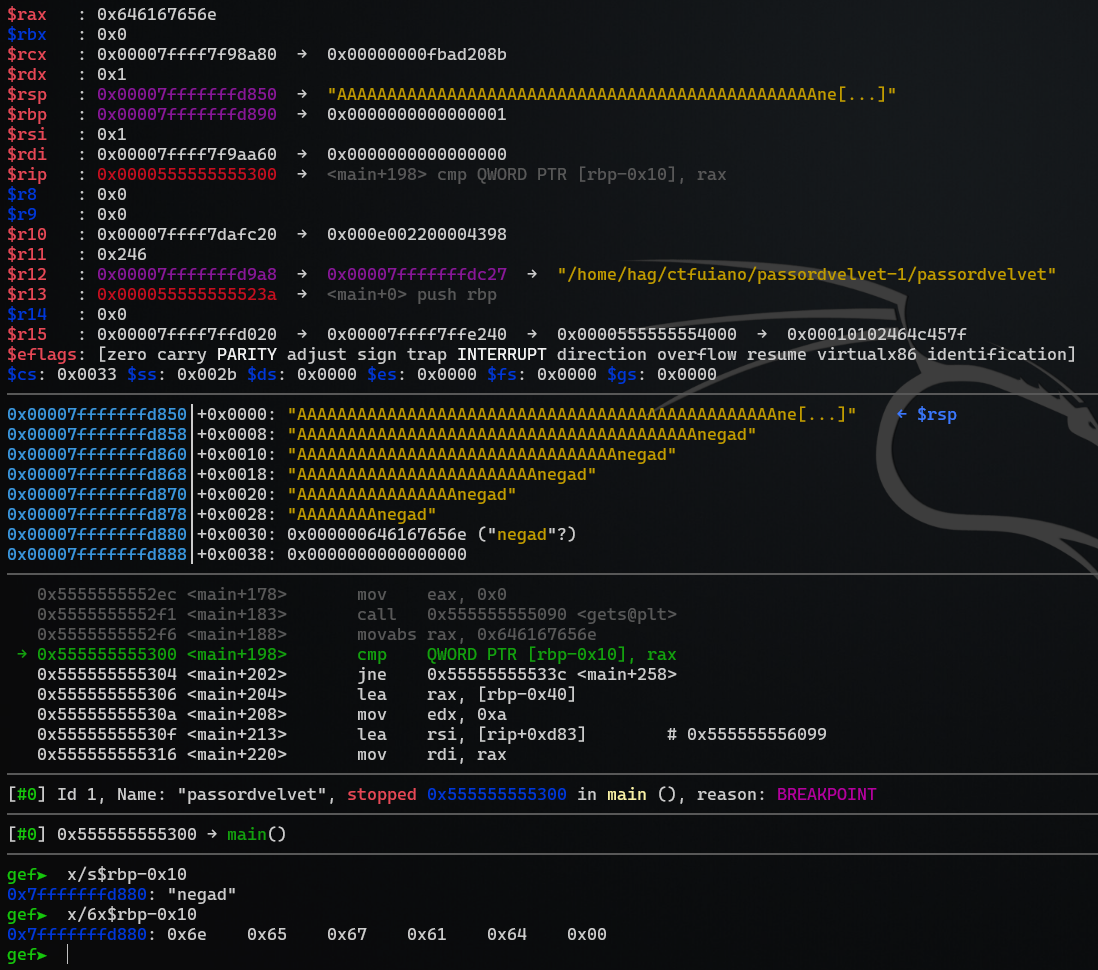 $rax   : 0x646167656e
$rbx   : 0x0
$rcx   : 0x00007ffff7f98a80  →  0x00000000fbad208b
$rdx   : 0x1
$rsp   : 0x00007fffffffd850  →  "AAAAAAAAAAAAAAAAAAAAAAAAAAAAAAAAAAAAAAAAAAAAAAAAne[...]"
$rbp   : 0x00007fffffffd890  →  0x0000000000000001
$rsi   : 0x1
$rdi   : 0x00007ffff7f9aa60  →  0x0000000000000000
$rip   : 0x0000555555555300  →  <main+198> cmp QWORD PTR [rbp-0x10], rax
$r8    : 0x0
$r9    : 0x0
$r10   : 0x00007ffff7dafc20  →  0x000e002200004398
$r11   : 0x246
$r12   : 0x00007fffffffd9a8  →  0x00007fffffffdc27  →  "/home/hag/ctfuiano/passordvelvet-1/passordvelvet"
$r13   : 0x000055555555523a  →  <main+0> push rbp
$r14   : 0x0
$r15   : 0x00007ffff7ffd020  →  0x00007ffff7ffe240  →  0x0000555555554000  →  0x00010102464c457f
$eflags: [zero carry PARITY adjust sign trap INTERRUPT direction overflow resume virtualx86 identification]
$cs: 0x0033 $ss: 0x002b $ds: 0x0000 $es: 0x0000 $fs: 0x0000 $gs: 0x0000
0x00007fffffffd850│+0x0000: "AAAAAAAAAAAAAAAAAAAAAAAAAAAAAAAAAAAAAAAAAAAAAAAAne[...]"    ← $rsp
0x00007fffffffd858│+0x0008: "AAAAAAAAAAAAAAAAAAAAAAAAAAAAAAAAAAAAAAAAnegad"
0x00007fffffffd860│+0x0010: "AAAAAAAAAAAAAAAAAAAAAAAAAAAAAAAAnegad"
0x00007fffffffd868│+0x0018: "AAAAAAAAAAAAAAAAAAAAAAAAnegad"
0x00007fffffffd870│+0x0020: "AAAAAAAAAAAAAAAAnegad"
0x00007fffffffd878│+0x0028: "AAAAAAAAnegad"
0x00007fffffffd880│+0x0030: 0x000000646167656e ("negad"?)
0x00007fffffffd888│+0x0038: 0x0000000000000000
0x5555555552ec <main+178>       mov    eax, 0x0
0x5555555552f1 <main+183>       call   0x555555555090 <gets@plt>
0x5555555552f6 <main+188>       movabs rax, 0x646167656e
→ 0x555555555300 <main+198>       cmp    QWORD PTR [rbp-0x10], rax
0x555555555304 <main+202>       jne    0x55555555533c <main+258>
0x555555555306 <main+204>       lea    rax, [rbp-0x40]
0x55555555530a <main+208>       mov    edx, 0xa
0x55555555530f <main+213>       lea    rsi, [rip+0xd83]        # 0x555555556099
0x555555555316 <main+220>       mov    rdi, rax
[#0] Id 1, Name: "passordvelvet", stopped 0x555555555300 in main (), reason: BREAKPOINT
[#0] 0x555555555300 → main()
gef➤  x/s$rbp-0x10
0x7fffffffd880: "negad"
gef➤  x/6x$rbp-0x10
0x7fffffffd880: 0x6e    0x65    0x67    0x61    0x64    0x00
gef➤